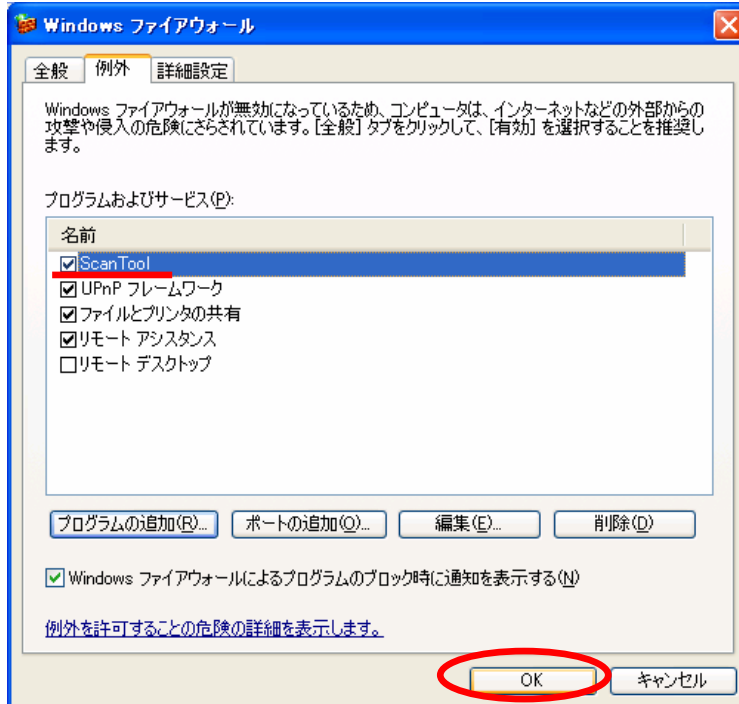 Windows ファイアウォール
全般 例外 詳細設定
Windows ファイアウォールが無効になっているため、コンピュータは、インターネットなどの外部からの
攻撃や侵入の危険にさらされています。[全般] タブをクリックして、[有効] を選択することを推奨し
ます。
プログラムおよびサービス(P):
名前
ScanTool
UPnP フレームワーク
ファイルとプリンタの共有
リモート アシスタンス
リモート デスクトップ
プログラムの追加(R)... ポートの追加(O)... 編集(E)... 削除(D)
Windows ファイアウォールによるプログラムのブロック時に通知を表示する(N)
例外を許可することの危険の詳細を表示します。
OK キャンセル